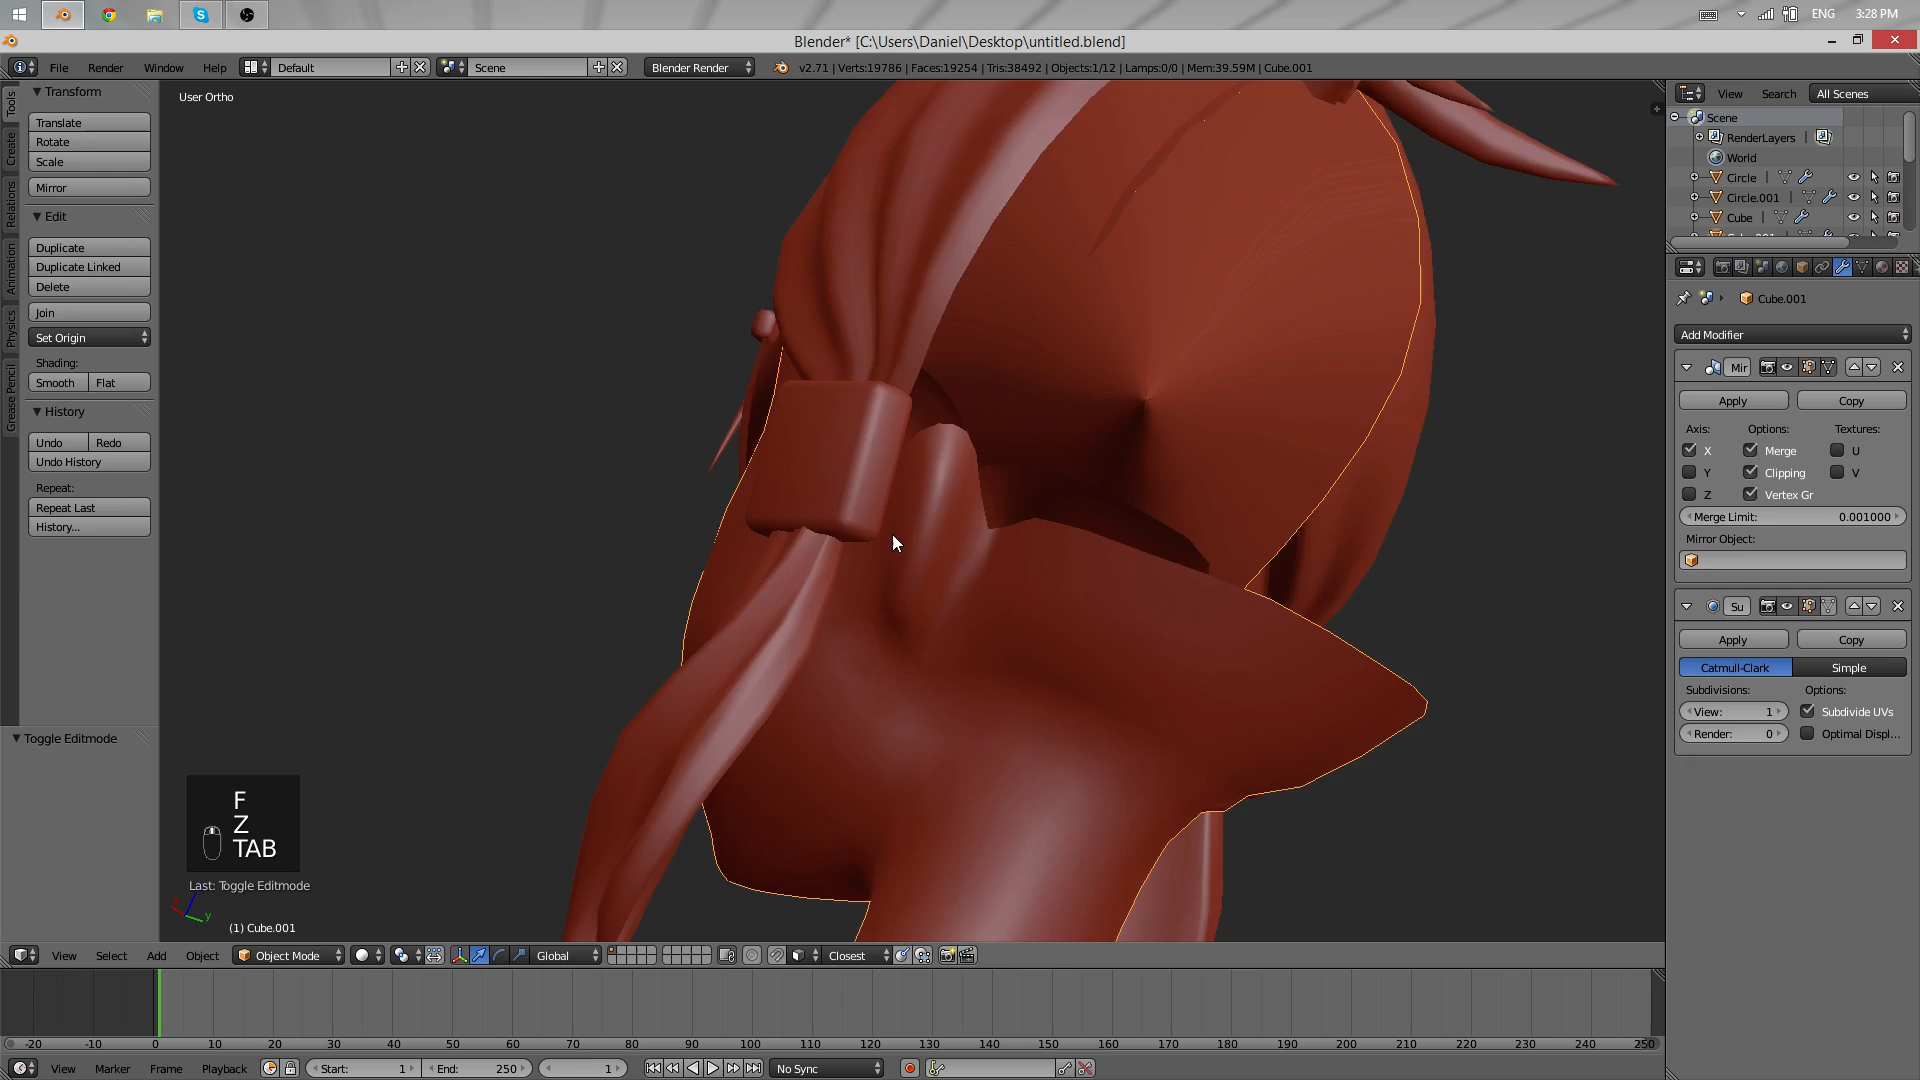 ENG 3:28 PM
Blender* [C:\Users\Daniel\Desktop\untitled.blend]
File Render Window Help Default Scene Blender Render v2.71 | Verts:19786 | Faces:19254 | Tris:38492 | Objects:1/12 | Lamps:0/0 | Mem:39.59M | Cube.001
Tools
Create
Relations
Animation
Physics
Grease Pencil
Transform
Translate
Rotate
Scale
Mirror
Edit
Duplicate
Duplicate Linked
Delete
Join
Set Origin
Shading:
Smooth Flat
History
Undo Redo
Undo History
Repeat:
Repeat Last
History...
Toggle Editmode
User Ortho
F
Z
TAB
Last: Toggle Editmode
y
(1) Cube.001
View Search All Scenes
Scene
RenderLayers
World
Circle
Circle.001
Cube
Cube.001
Add Modifier
Mir
Apply Copy
Axis: Options: Textures:
X Merge U
Y Clipping V
Z Vertex Gr
Merge Limit: 0.001000
Mirror Object:
Su
Apply Copy
Catmull-Clark Simple
Subdivisions: Options:
View: 1 Subdivide UVs
Render: 0 Optimal Displ...
View Select Add Object Object Mode Global Closest
-20 -10 0 10 20 30 40 50 60 70 80 90 100 110 120 130 140 150 160 170 180 190 200 210 220 230 240 250
View Marker Frame Playback Start: 1 End: 250 1 No Sync